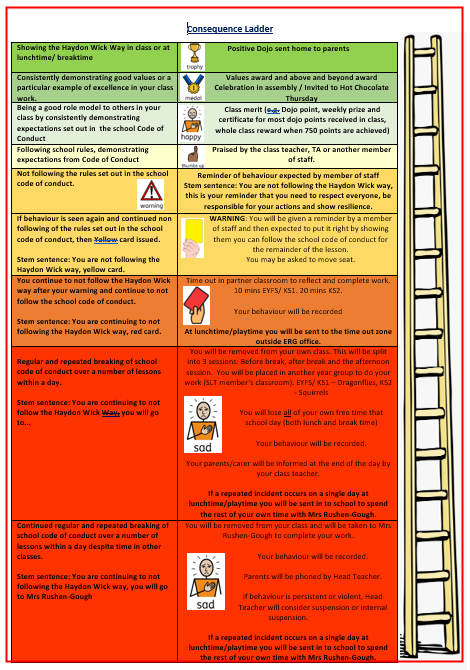 Consequence Ladder
Showing the Haydon Wick Way in class or at
lunchtime/ breaktime
trophy
Positive Dojo sent home to parents
Consistently demonstrating good values or a
particular example of excellence in your class
work.
medal
Values award and above and beyond award
Celebration in assembly / Invited to Hot Chocolate
Thursday
Being a good role model to others in your
class by consistently demonstrating
expectations set out in the school Code of
Conduct
happy
Class merit (e.g. Dojo point, weekly prize and
certificate for most dojo points received in class,
whole class reward when 750 points are achieved)
Following school rules, demonstrating
expectations from Code of Conduct
thumbs up
Praised by the class teacher, TA or another member
of staff.
Not following the rules set out in the school
code of conduct.
warning
Reminder of behaviour expected by member of staff
Stem sentence: You are not following the Haydon Wick way,
this is your reminder that you need to respect everyone, be
responsible for your actions and show resilience.
If behaviour is seen again and continued non
following of the rules set out in the school
code of conduct, then Yellow card issued.
Stem sentence: You are not following the
Haydon Wick way, yellow card.
WARNING: You will be given a reminder by a member
of staff and then expected to put it right by showing
them you can follow the school code of conduct for
the remainder of the lesson.
You may be asked to move seat.
You continue to not follow the Haydon Wick
way after your warning and continue to not
follow the school code of conduct.
Stem sentence: You are continuing to not
following the Haydon Wick way, red card.
Time out in partner classroom to reflect and complete work.
10 mins EYFS/ KS1. 20 mins KS2.
Your behaviour will be recorded
At lunchtime/playtime you will be sent to the time out zone
outside ERG office.
Regular and repeated breaking of school
code of conduct over a number of lessons
within a day.
Stem sentence: You are continuing to not
follow the Haydon Wick Way, you will go
to...
You will be removed from your own class. This will be split
into 3 sessions: Before break, after break and the afternoon
session. You will be placed in another year group to do your
work (SLT member's classroom). EYFS/ KS1 – Dragonflies, KS2
- Squirrels
sad
You will lose all of your own free time that
school day (both lunch and break time)
Your behaviour will be recorded.
Your parents/carer will be informed at the end of the day by
your class teacher.
If a repeated incident occurs on a single day at
lunchtime/playtime you will be sent in to school to spend
the rest of your own time with Mrs Rushen-Gough.
Continued regular and repeated breaking of
school code of conduct over a number of
lessons within a day despite time in other
classes.
Stem sentence: You are continuing to not
following the Haydon Wick way, you will go
to Mrs Rushen-Gough
You will be removed from your class and will be taken to Mrs
Rushen-Gough to complete your work.
sad
Your behaviour will be recorded.
Parents will be phoned by Head Teacher.
If behaviour is persistent or violent, Head
Teacher will consider suspension or internal
suspension.
If a repeated incident occurs on a single day at
lunchtime/playtime you will be sent in to school to spend
the rest of your own time with Mrs Rushen-Gough.